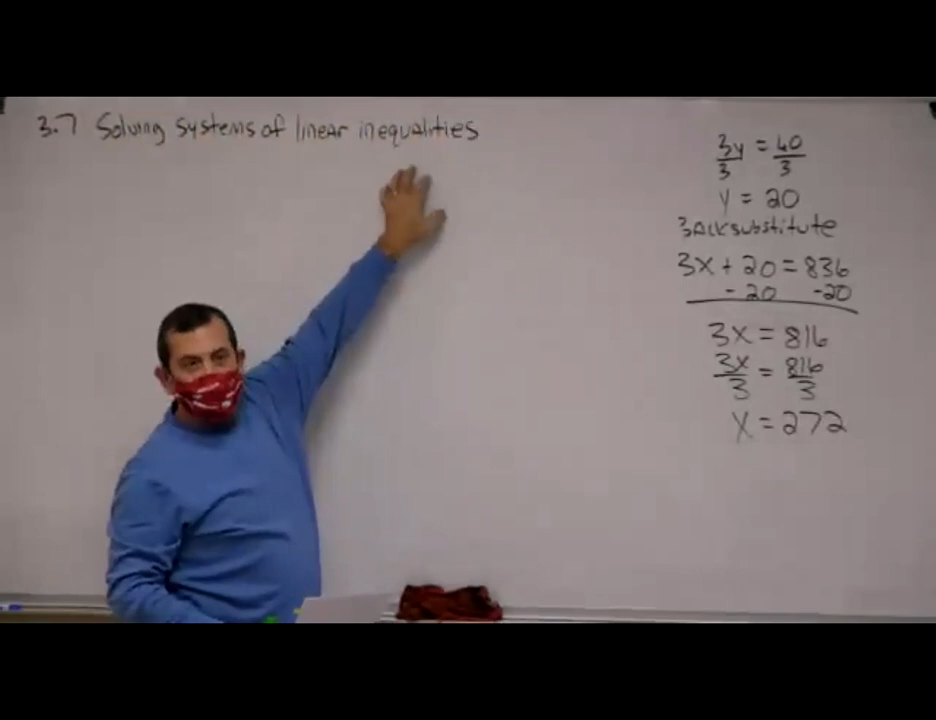 3.7 Solving systems of linear inequalities
3y/3 = 60/3
y = 20
Backsubstitute
3x + 20 = 836
- 20 -20
3x = 816
3x/3 = 816/3
x = 272